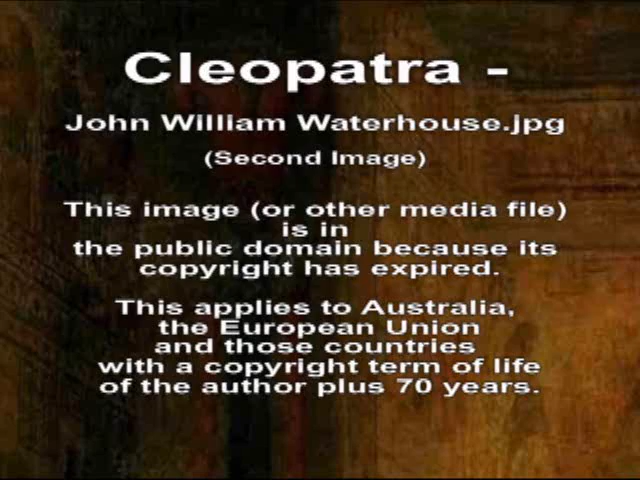 Cleopatra -
John William Waterhouse.jpg
(Second Image)
This image (or other media file)
is in
the public domain because its
copyright has expired.
This applies to Australia,
the European Union
and those countries
with a copyright term of life
of the author plus 70 years.